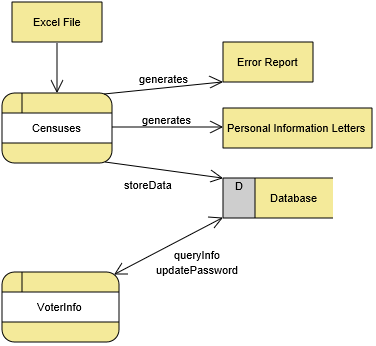 Excel File
generates
Error Report
Censuses
generates
Personal Information Letters
storeData
D
Database
queryInfo
updatePassword
VoterInfo